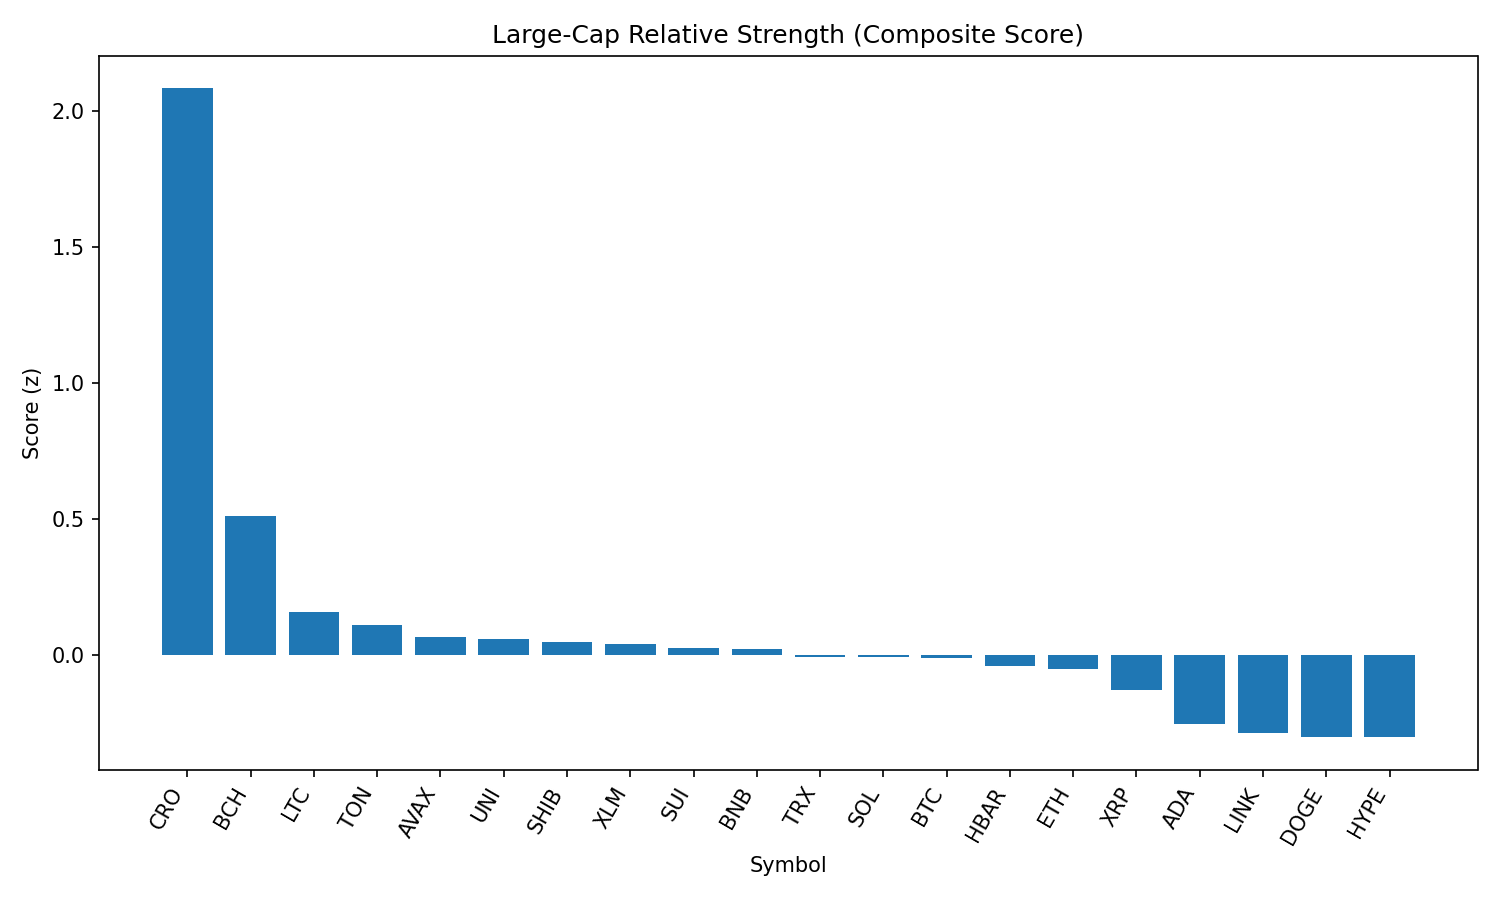 Large-Cap Relative Strength (Composite Score)
Score (z)
2.0
1.5
1.0
0.5
0.0
CRO
BCH
LTC
TON
AVAX
UNI
SHIB
XLM
SUI
BNB
TRX
SOL
BTC
HBAR
ETH
XRP
ADA
LINK
DOGE
HYPE
Symbol